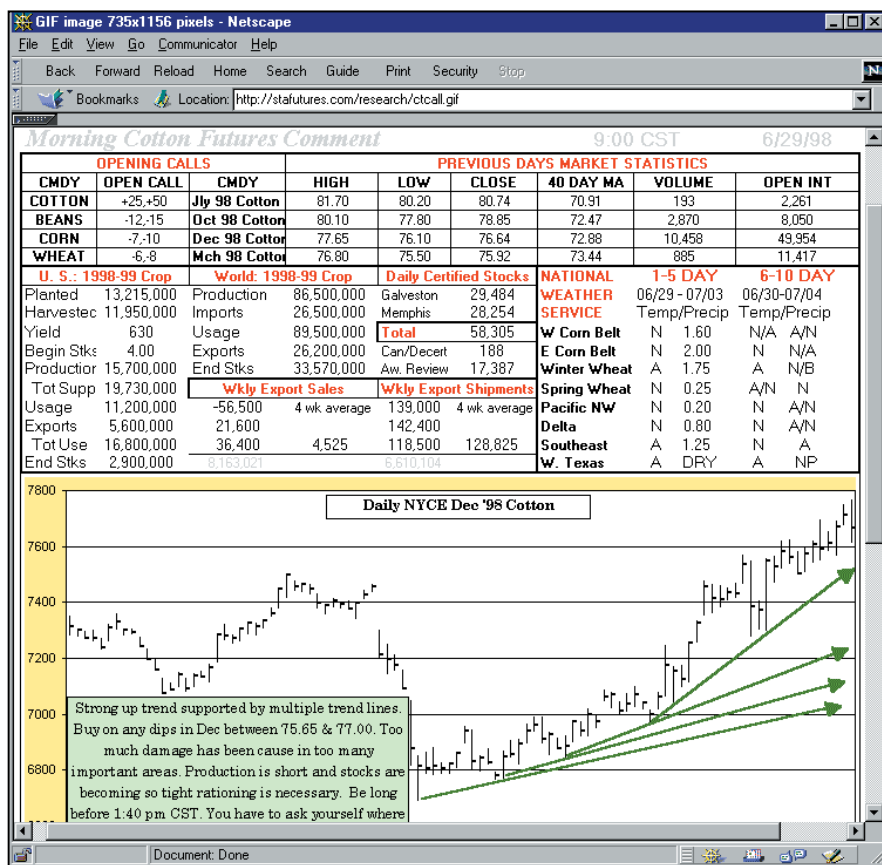 GIF image 735x1156 pixels - Netscape
File Edit View Go Communicator Help
Back Forward Reload Home Search Guide Print Security Stop
N
Bookmarks Location: http://stafutures.com/research/ctcall.gif
Morning Cotton Futures Comment 9:00 CST 6/29/98
OPENING CALLS PREVIOUS DAYS MARKET STATISTICS
CMDY OPEN CALL CMDY HIGH LOW CLOSE 40 DAY MA VOLUME OPEN INT
COTTON +25,+50 Jly 98 Cotton 81.70 80.20 80.74 70.91 193 2,261
BEANS -12,-15 Oct 98 Cotton 80.10 77.80 78.85 72.47 2,870 8,050
CORN -7,-10 Dec 98 Cottor 77.65 76.10 76.64 72.88 10,458 49,954
WHEAT -6,-8 Mch 98 Cottor 76.80 75.50 75.92 73.44 885 11,417
U. S.: 1998-99 Crop World: 1998-99 Crop Daily Certified Stocks NATIONAL 1-5 DAY 6-10 DAY
Planted 13,215,000 Production 86,500,000 Galveston 29,484 WEATHER 06/29 - 07/03 06/30-07/04
Harvestec 11,950,000 Imports 26,500,000 Memphis 28,254 SERVICE Temp/Precip Temp/Precip
Yield 630 Usage 89,500,000 Total 58,305 W Corn Belt N 1.60 N/A A/N
Begin Stks 4.00 Exports 26,200,000 Can/Decert 188 E Corn Belt N 2.00 N N/A
Productior 15,700,000 End Stks 33,570,000 Aw. Review 17,387 Winter Wheat A 1.75 A N/B
Tot Supp 19,730,000 Wkly Export Sales Wkly Export Shipments Spring Wheat N 0.25 A/N N
Usage 11,200,000 -56,500 4 wk average 139,000 4 wk average Pacific NW N 0.20 N A/N
Exports 5,600,000 21,600 142,400 Delta N 0.80 N A/N
Tot Use 16,800,000 36,400 4,525 118,500 128,825 Southeast A 1.25 N A
End Stks 2,900,000 8,163,021 6,610,104 W. Texas A DRY A NP
7800
Daily NYCE Dec '98 Cotton
7600
7400
7200
7000
6800
Strong up trend supported by multiple trend lines.
Buy on any dips in Dec between 75.65 & 77.00. Too
much damage has been cause in too many
important areas. Production is short and stocks are
becoming so tight rationing is necessary. Be long
before 1:40 pm CST. You have to ask yourself where
Document: Done